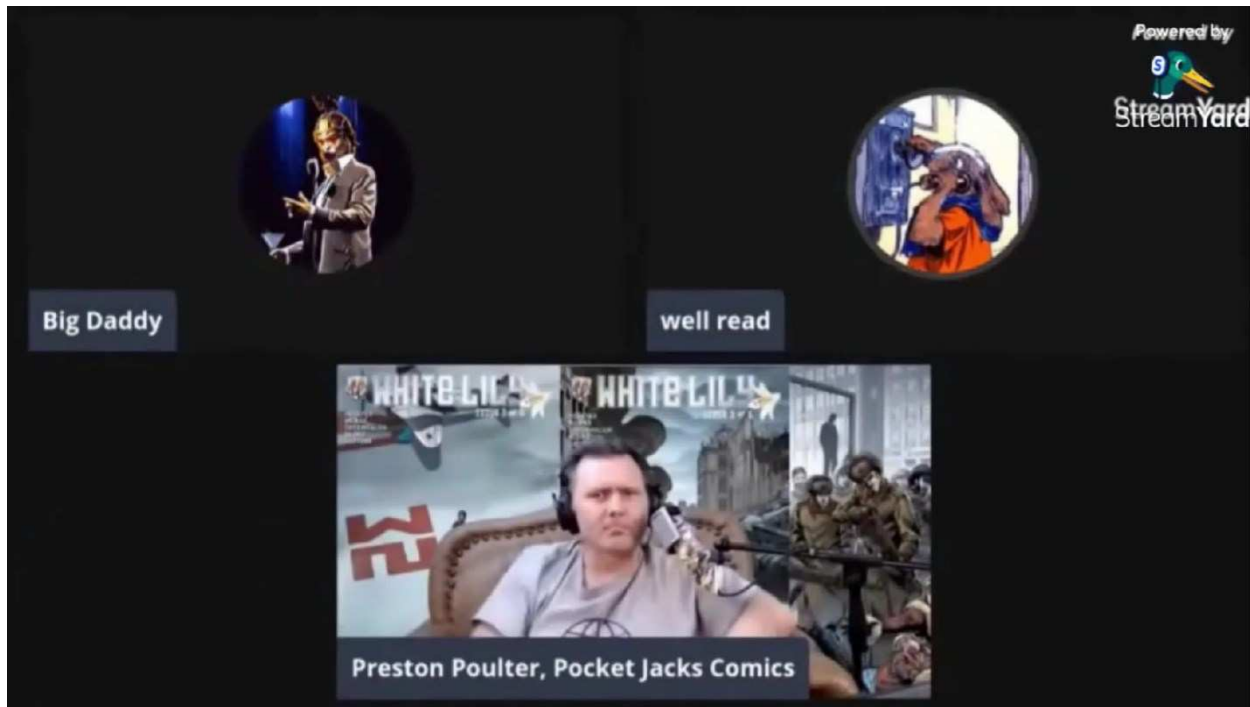 Powered by
StreamYard
Big Daddy
well read
WHITE LILY
WHITE LILY
Preston Poulter, Pocket Jacks Comics